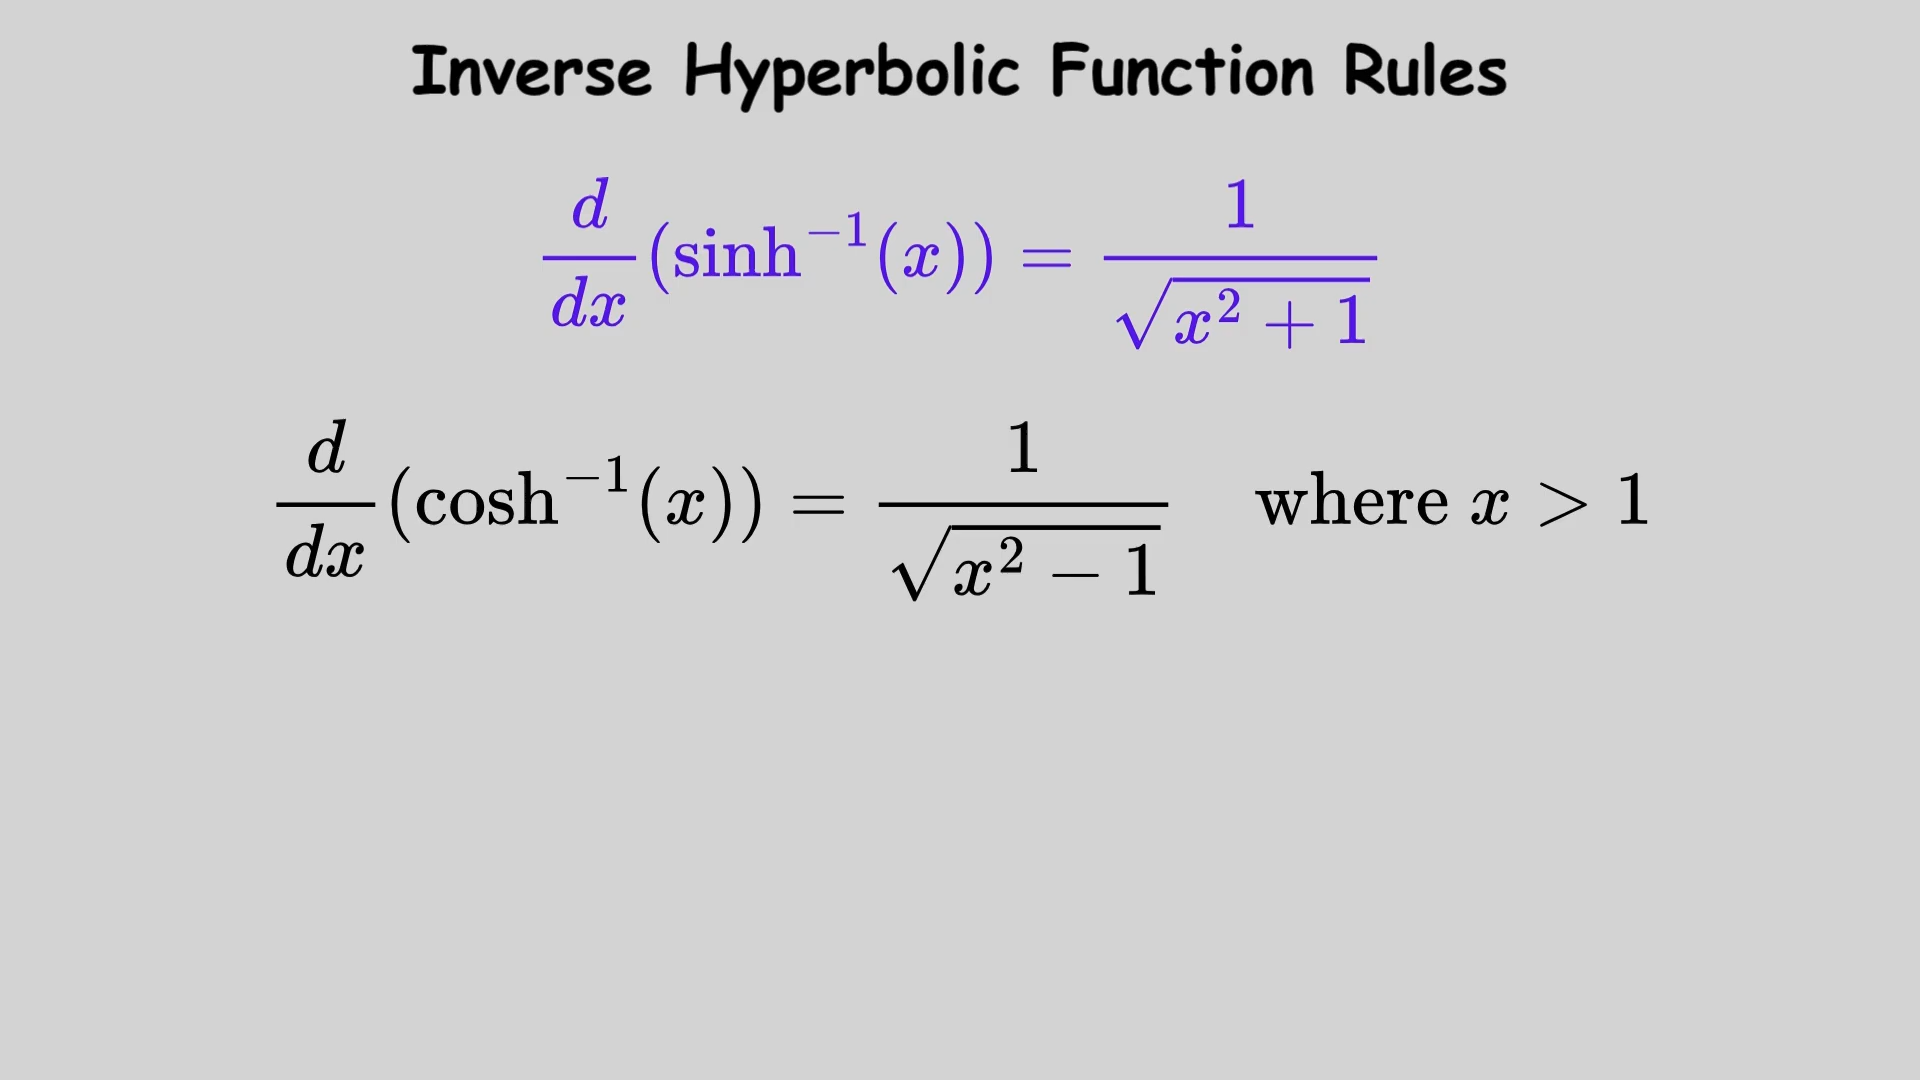 Inverse Hyperbolic Function Rules
d/dx (sinh⁻¹(x)) = 1/√(x² + 1)
d/dx (cosh⁻¹(x)) = 1/√(x² − 1) where x > 1